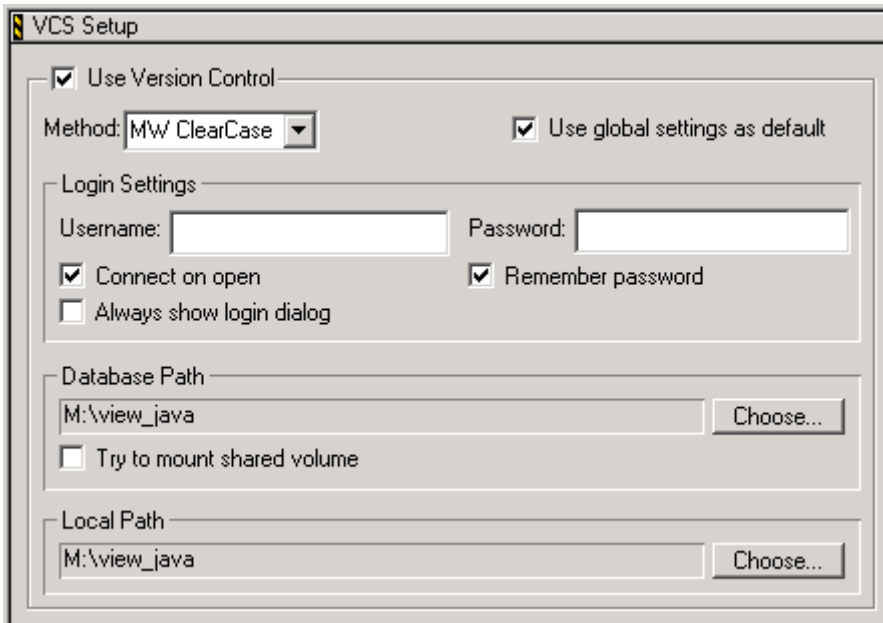 VCS Setup
Use Version Control
Method: MW ClearCase Use global settings as default
Login Settings
Username: Password:
Connect on open Remember password
Always show login dialog
Database Path
M:\view_java Choose...
Try to mount shared volume
Local Path
M:\view_java Choose...